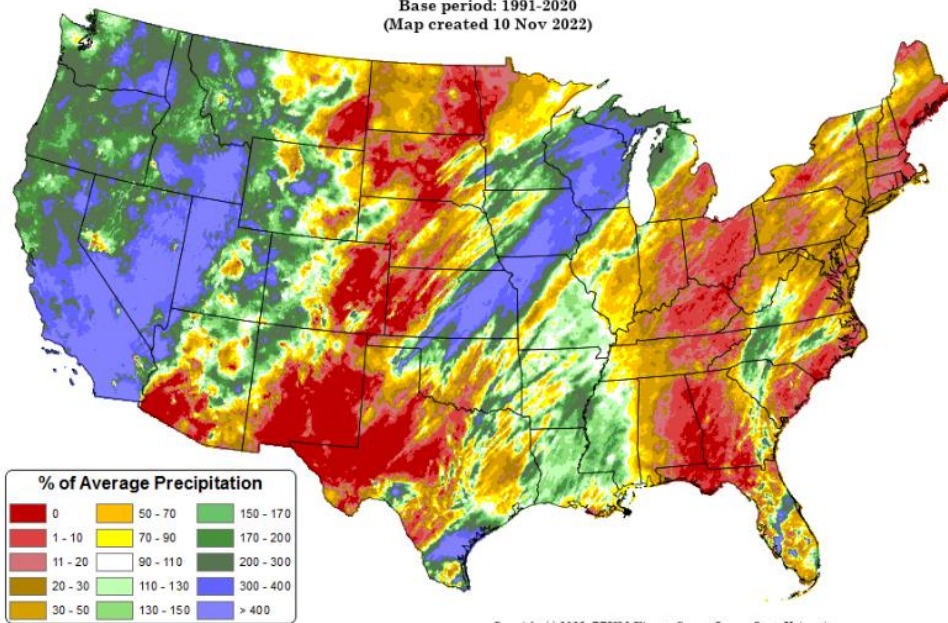 Base period: 1991-2020
(Map created 10 Nov 2022)
% of Average Precipitation
0
50 - 70
150 - 170
1 - 10
70 - 90
170 - 200
11 - 20
90 - 110
200 - 300
20 - 30
110 - 130
300 - 400
30 - 50
130 - 150
> 400